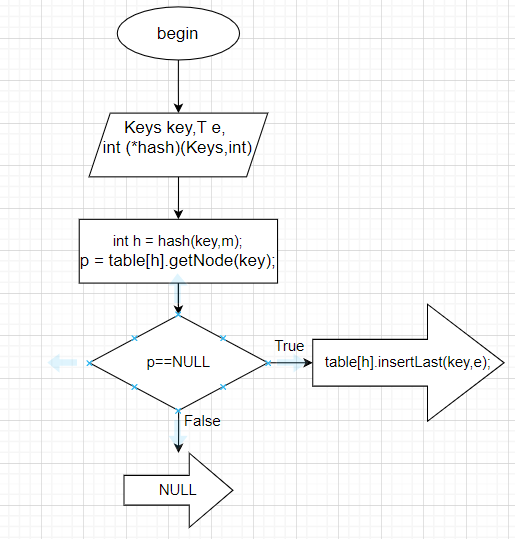 begin
Keys key,T e,
int (*hash)(Keys,int)
int h = hash(key,m);
p = table[h].getNode(key);
p==NULL
True
table[h].insertLast(key,e);
False
NULL